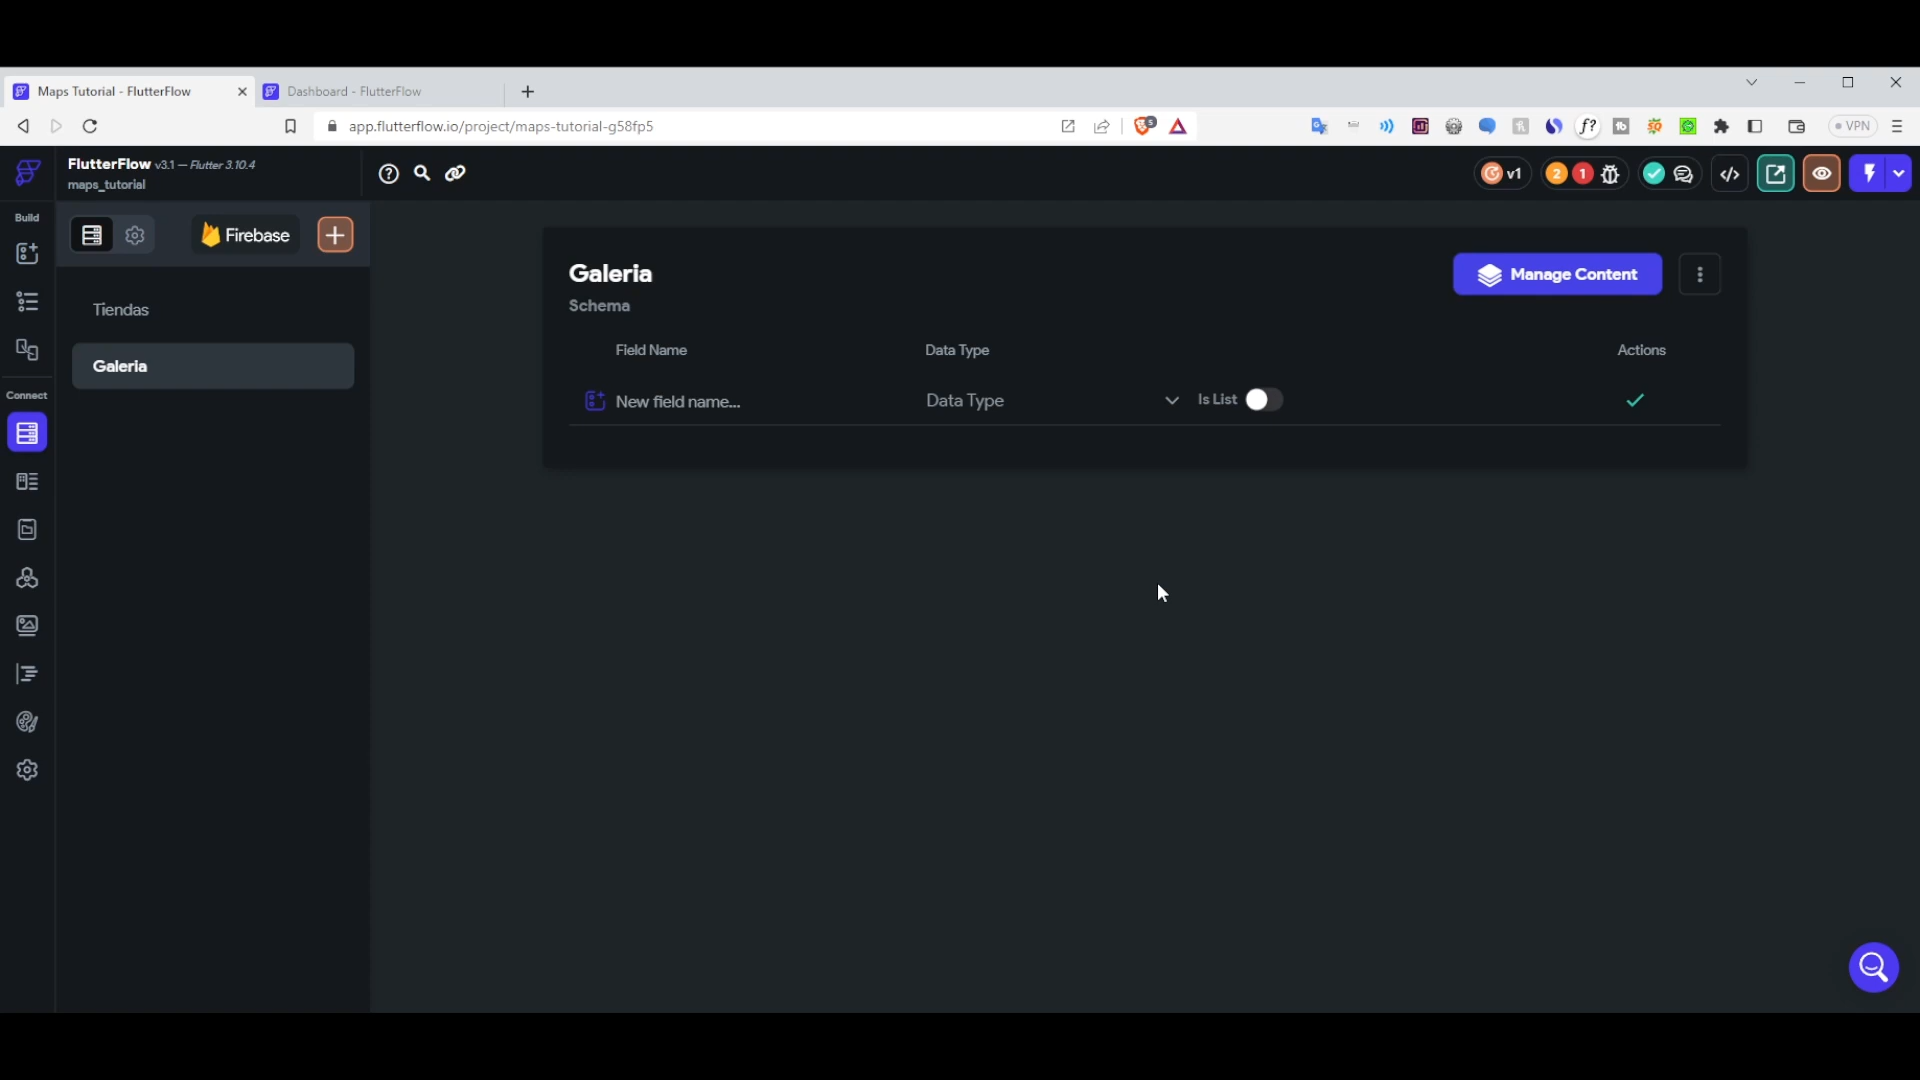 Maps Tutorial - FlutterFlow
Dashboard - FlutterFlow
app.flutterflow.io/project/maps-tutorial-g58fp5
VPN
FlutterFlow v3.1 — Flutter 3.10.4
maps_tutorial
v1
2
1
Build
Firebase
Tiendas
Galeria
Connect
Galeria
Schema
Manage Content
Field Name
Data Type
Actions
New field name...
Data Type
Is List